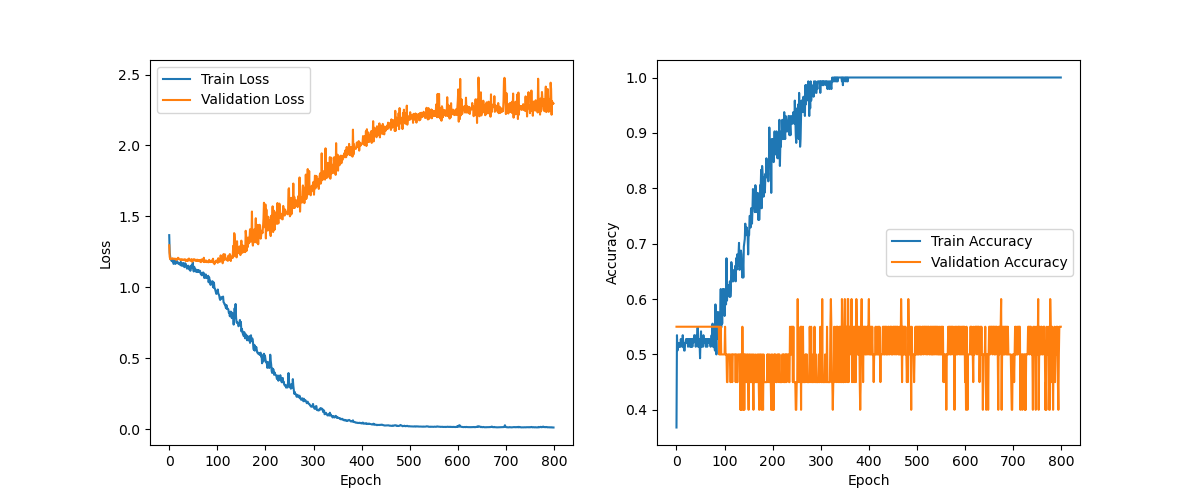 Train Loss
Validation Loss
2.5
2.0
1.5
1.0
0.5
0.0
Loss
0 100 200 300 400 500 600 700 800
Epoch
Train Accuracy
Validation Accuracy
1.0
0.9
0.8
0.7
0.6
0.5
0.4
Accuracy
0 100 200 300 400 500 600 700 800
Epoch